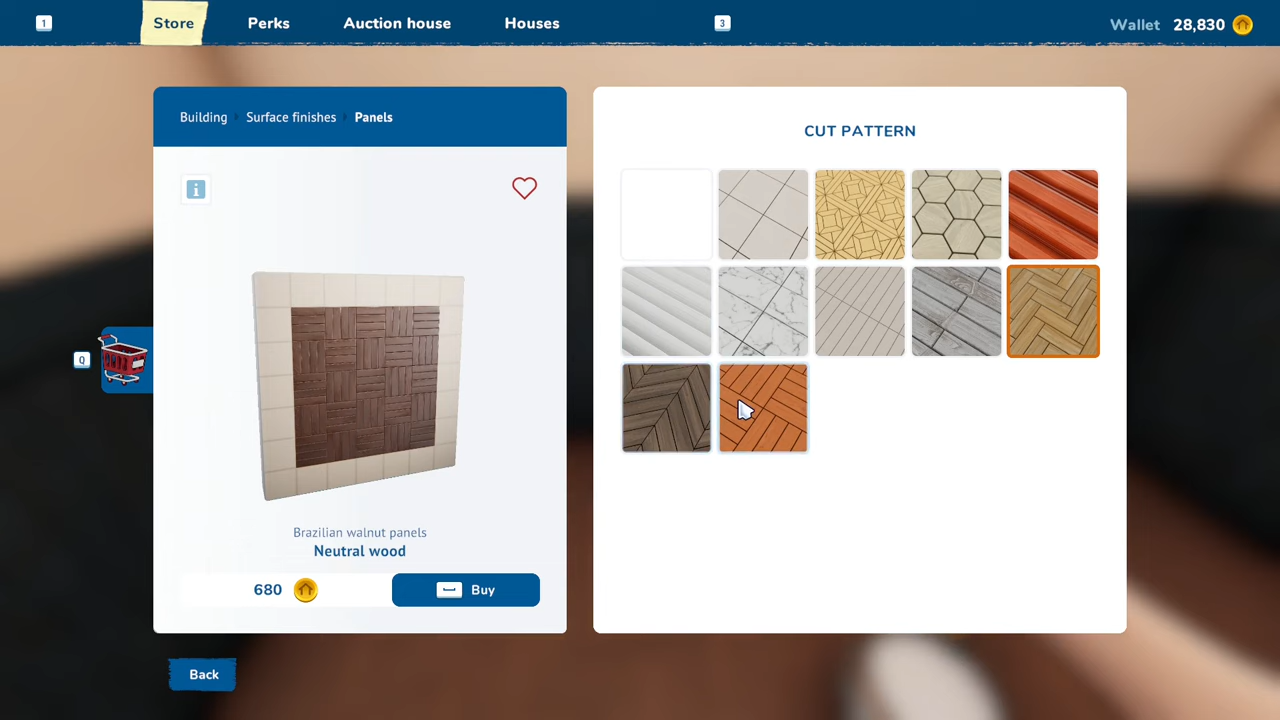 1
Store
Perks
Auction house
Houses
3
Wallet 28,830
Building
Surface finishes
Panels
CUT PATTERN
i
Q
Brazilian walnut panels
Neutral wood
680
Buy
Back